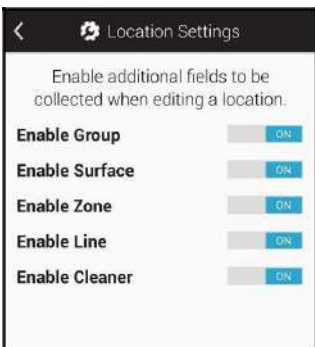 Location Settings
Enable additional fields to be
collected when editing a location.
Enable Group ON
Enable Surface ON
Enable Zone ON
Enable Line ON
Enable Cleaner ON